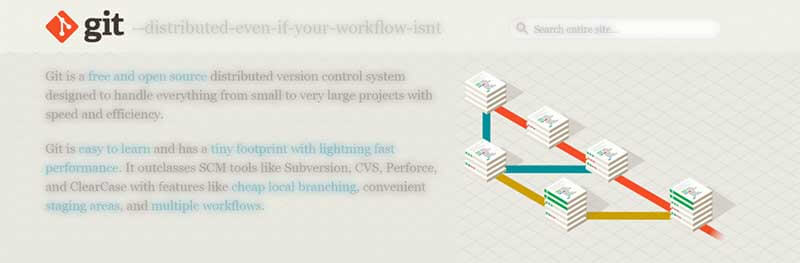 git --distributed-even-if-your-workflow-isnt
Search entire site...
Git is a free and open source distributed version control system
designed to handle everything from small to very large projects with
speed and efficiency.
Git is easy to learn and has a tiny footprint with lightning fast
performance. It outclasses SCM tools like Subversion, CVS, Perforce,
and ClearCase with features like cheap local branching, convenient
staging areas, and multiple workflows.